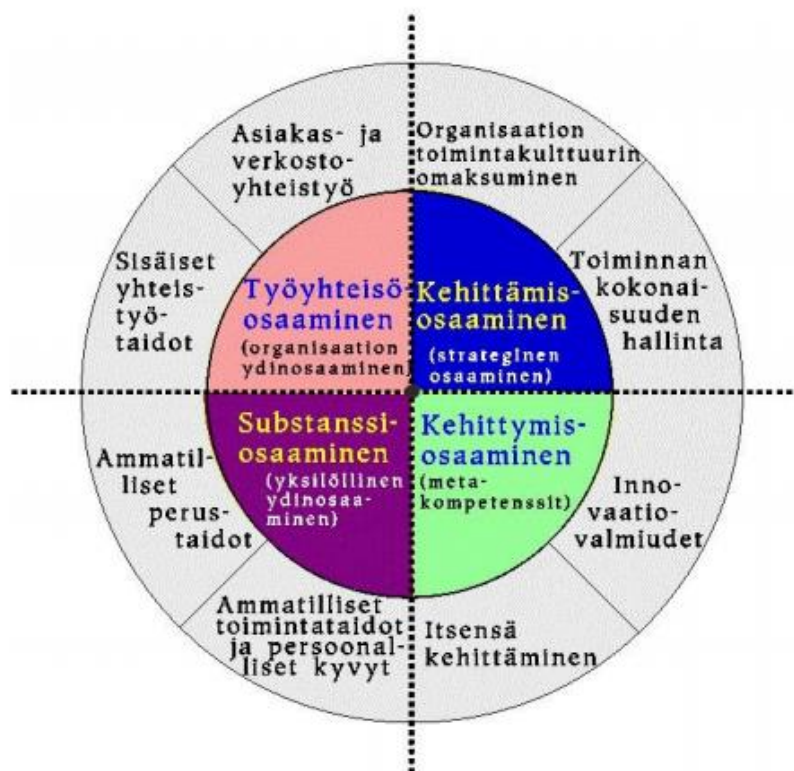 Asiakas- ja
verkosto-
yhteistyö
Organisaation
toimintakulttuurin
omaksuminen
Sisäiset
yhteis-
työ-
taidot
Työyhteisö-
osaaminen
(organisaation
ydinosaaminen)
Kehittämis-
osaaminen
(strateginen
osaaminen)
Toiminnan
kokonai-
suuden
hallinta
Ammatil-
liset
perus-
taidot
Substanssi-
osaaminen
(yksilöllinen
ydinosaa-
minen)
Kehittymis-
osaaminen
(meta-
kompetenssit)
Inno-
vaatio-
valmiudet
Ammatilliset
toimintataidot
ja persoonal-
liset kyvyt
Itsensä
kehittäminen